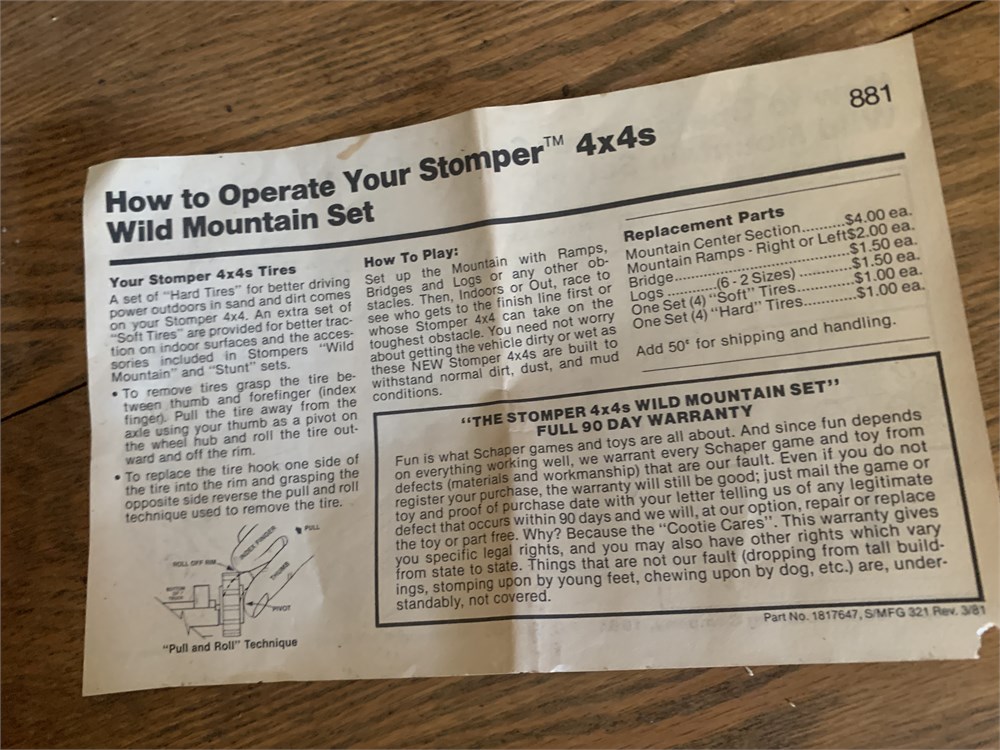 881
How to Operate Your Stomper™ 4x4s
Wild Mountain Set
Your Stomper 4x4s Tires
A set of "Hard Tires" for better driving
power outdoors in sand and dirt comes
on your Stomper 4x4. An extra set of
"Soft Tires" are provided for better trac-
tion on indoor surfaces and the acces-
sories included in Stompers "Wild
Mountain" and "Stunt" sets.
• To remove tires grasp the tire be-
tween thumb and forefinger (index
finger). Pull the tire away from the
axle using your thumb as a pivot on
the wheel hub and roll the tire out-
ward and off the rim.
• To replace the tire hook one side of
the tire into the rim and grasping the
opposite side reverse the pull and roll
technique used to remove the tire.
PULL
INDEX FINGER
ROLL OFF RIM
THUMB
BOTTOM
OF
TRUCK
PIVOT
"Pull and Roll" Technique
How To Play:
Set up the Mountain with Ramps,
Bridges and Logs or any other ob-
stacles. Then, Indoors or Out, race to
see who gets to the finish line first or
whose Stomper 4x4 can take on the
toughest obstacle. You need not worry
about getting the vehicle dirty or wet as
these NEW Stomper 4x4s are built to
withstand normal dirt, dust, and mud
conditions.
Replacement Parts
Mountain Center Section..........$4.00 ea.
Mountain Ramps - Right or Left$2.00 ea.
Bridge.................................$1.50 ea.
Logs ..........(6 - 2 Sizes) ............$1.50 ea.
One Set (4) "Soft" Tires............$1.00 ea.
One Set (4) "Hard" Tires............$1.00 ea.
Add 50¢ for shipping and handling.
"THE STOMPER 4x4s WILD MOUNTAIN SET"
FULL 90 DAY WARRANTY
Fun is what Schaper games and toys are all about. And since fun depends
on everything working well, we warrant every Schaper game and toy from
defects (materials and workmanship) that are our fault. Even if you do not
register your purchase, the warranty will still be good; just mail the game or
toy and proof of purchase date with your letter telling us of any legitimate
defect that occurs within 90 days and we will, at our option, repair or replace
the toy or part free. Why? Because the "Cootie Cares". This warranty gives
you specific legal rights, and you may also have other rights which vary
from state to state. Things that are not our fault (dropping from tall build-
ings, stomping upon by young feet, chewing upon by dog, etc.) are, under-
standably, not covered.
Part No. 1817647, S/MFG 321 Rev. 3/81